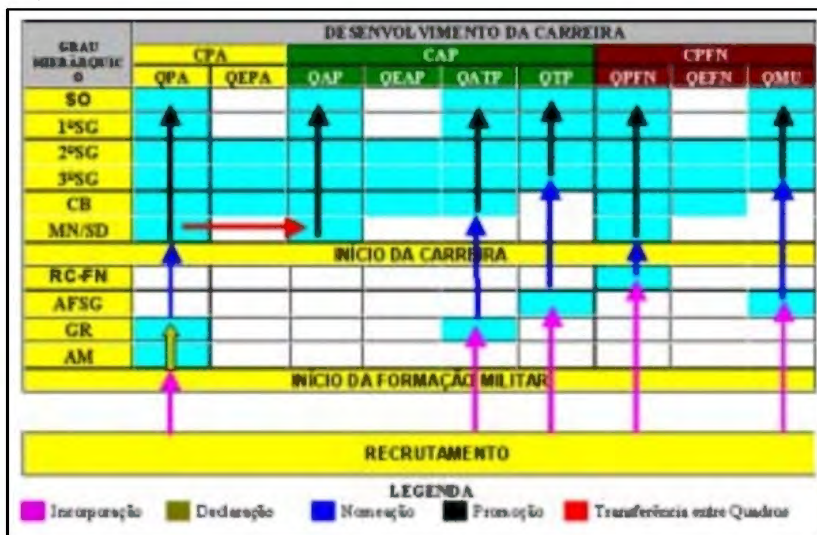 DESENVOLVIMENTO DA CARREIRA
GRAU
HIERÁRQUIC
O
CPA CAP CPFN
QPA QEPA QAP QEAP QATP QTP QPFN QEFN QMU
SO
1ºSG
2ºSG
3ºSG
CB
MN/SD
INÍCIO DA CARREIRA
RC-FN
AFSG
GR
AM
INÍCIO DA FORMAÇÃO MILITAR
RECRUTAMENTO
LEGENDA
Incorporação Declaração Nomeação Promoção Transferência entre Quadros